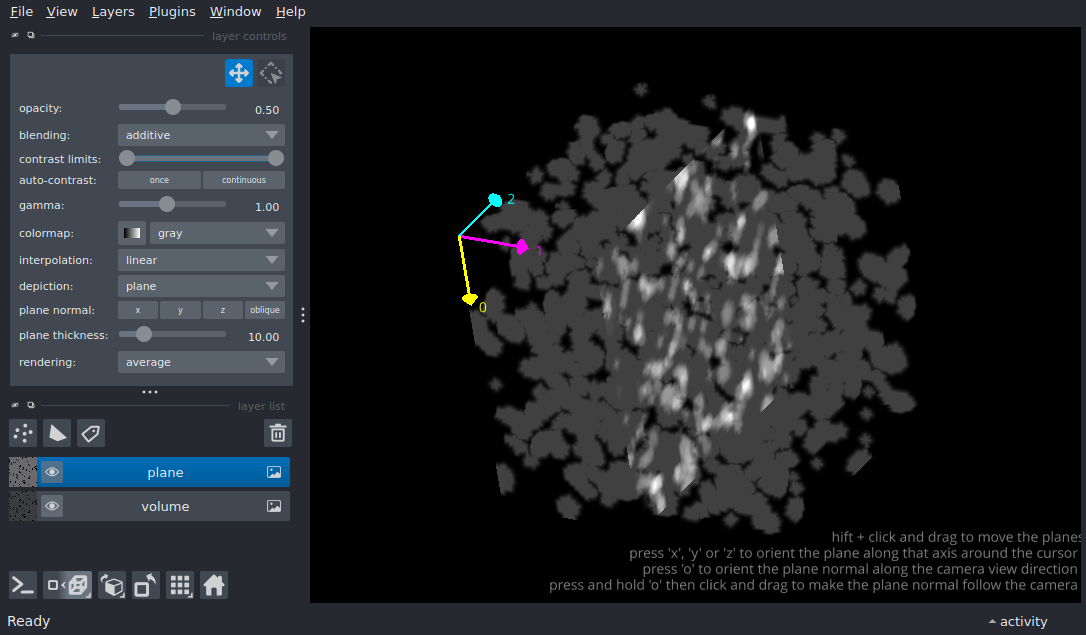 File View Layers Plugins Window Help
layer controls
opacity: 0.50
blending: additive
contrast limits:
auto-contrast: once continuous
gamma: 1.00
colormap: gray
interpolation: linear
depiction: plane
plane normal: x y z oblique
plane thickness: 10.00
rendering: average
layer list
plane
volume
2
1
0
hift + click and drag to move the planes
press 'x', 'y' or 'z' to orient the plane along that axis around the cursor
press 'o' to orient the plane normal along the camera view direction
press and hold 'o' then click and drag to make the plane normal follow the camera
Ready
activity